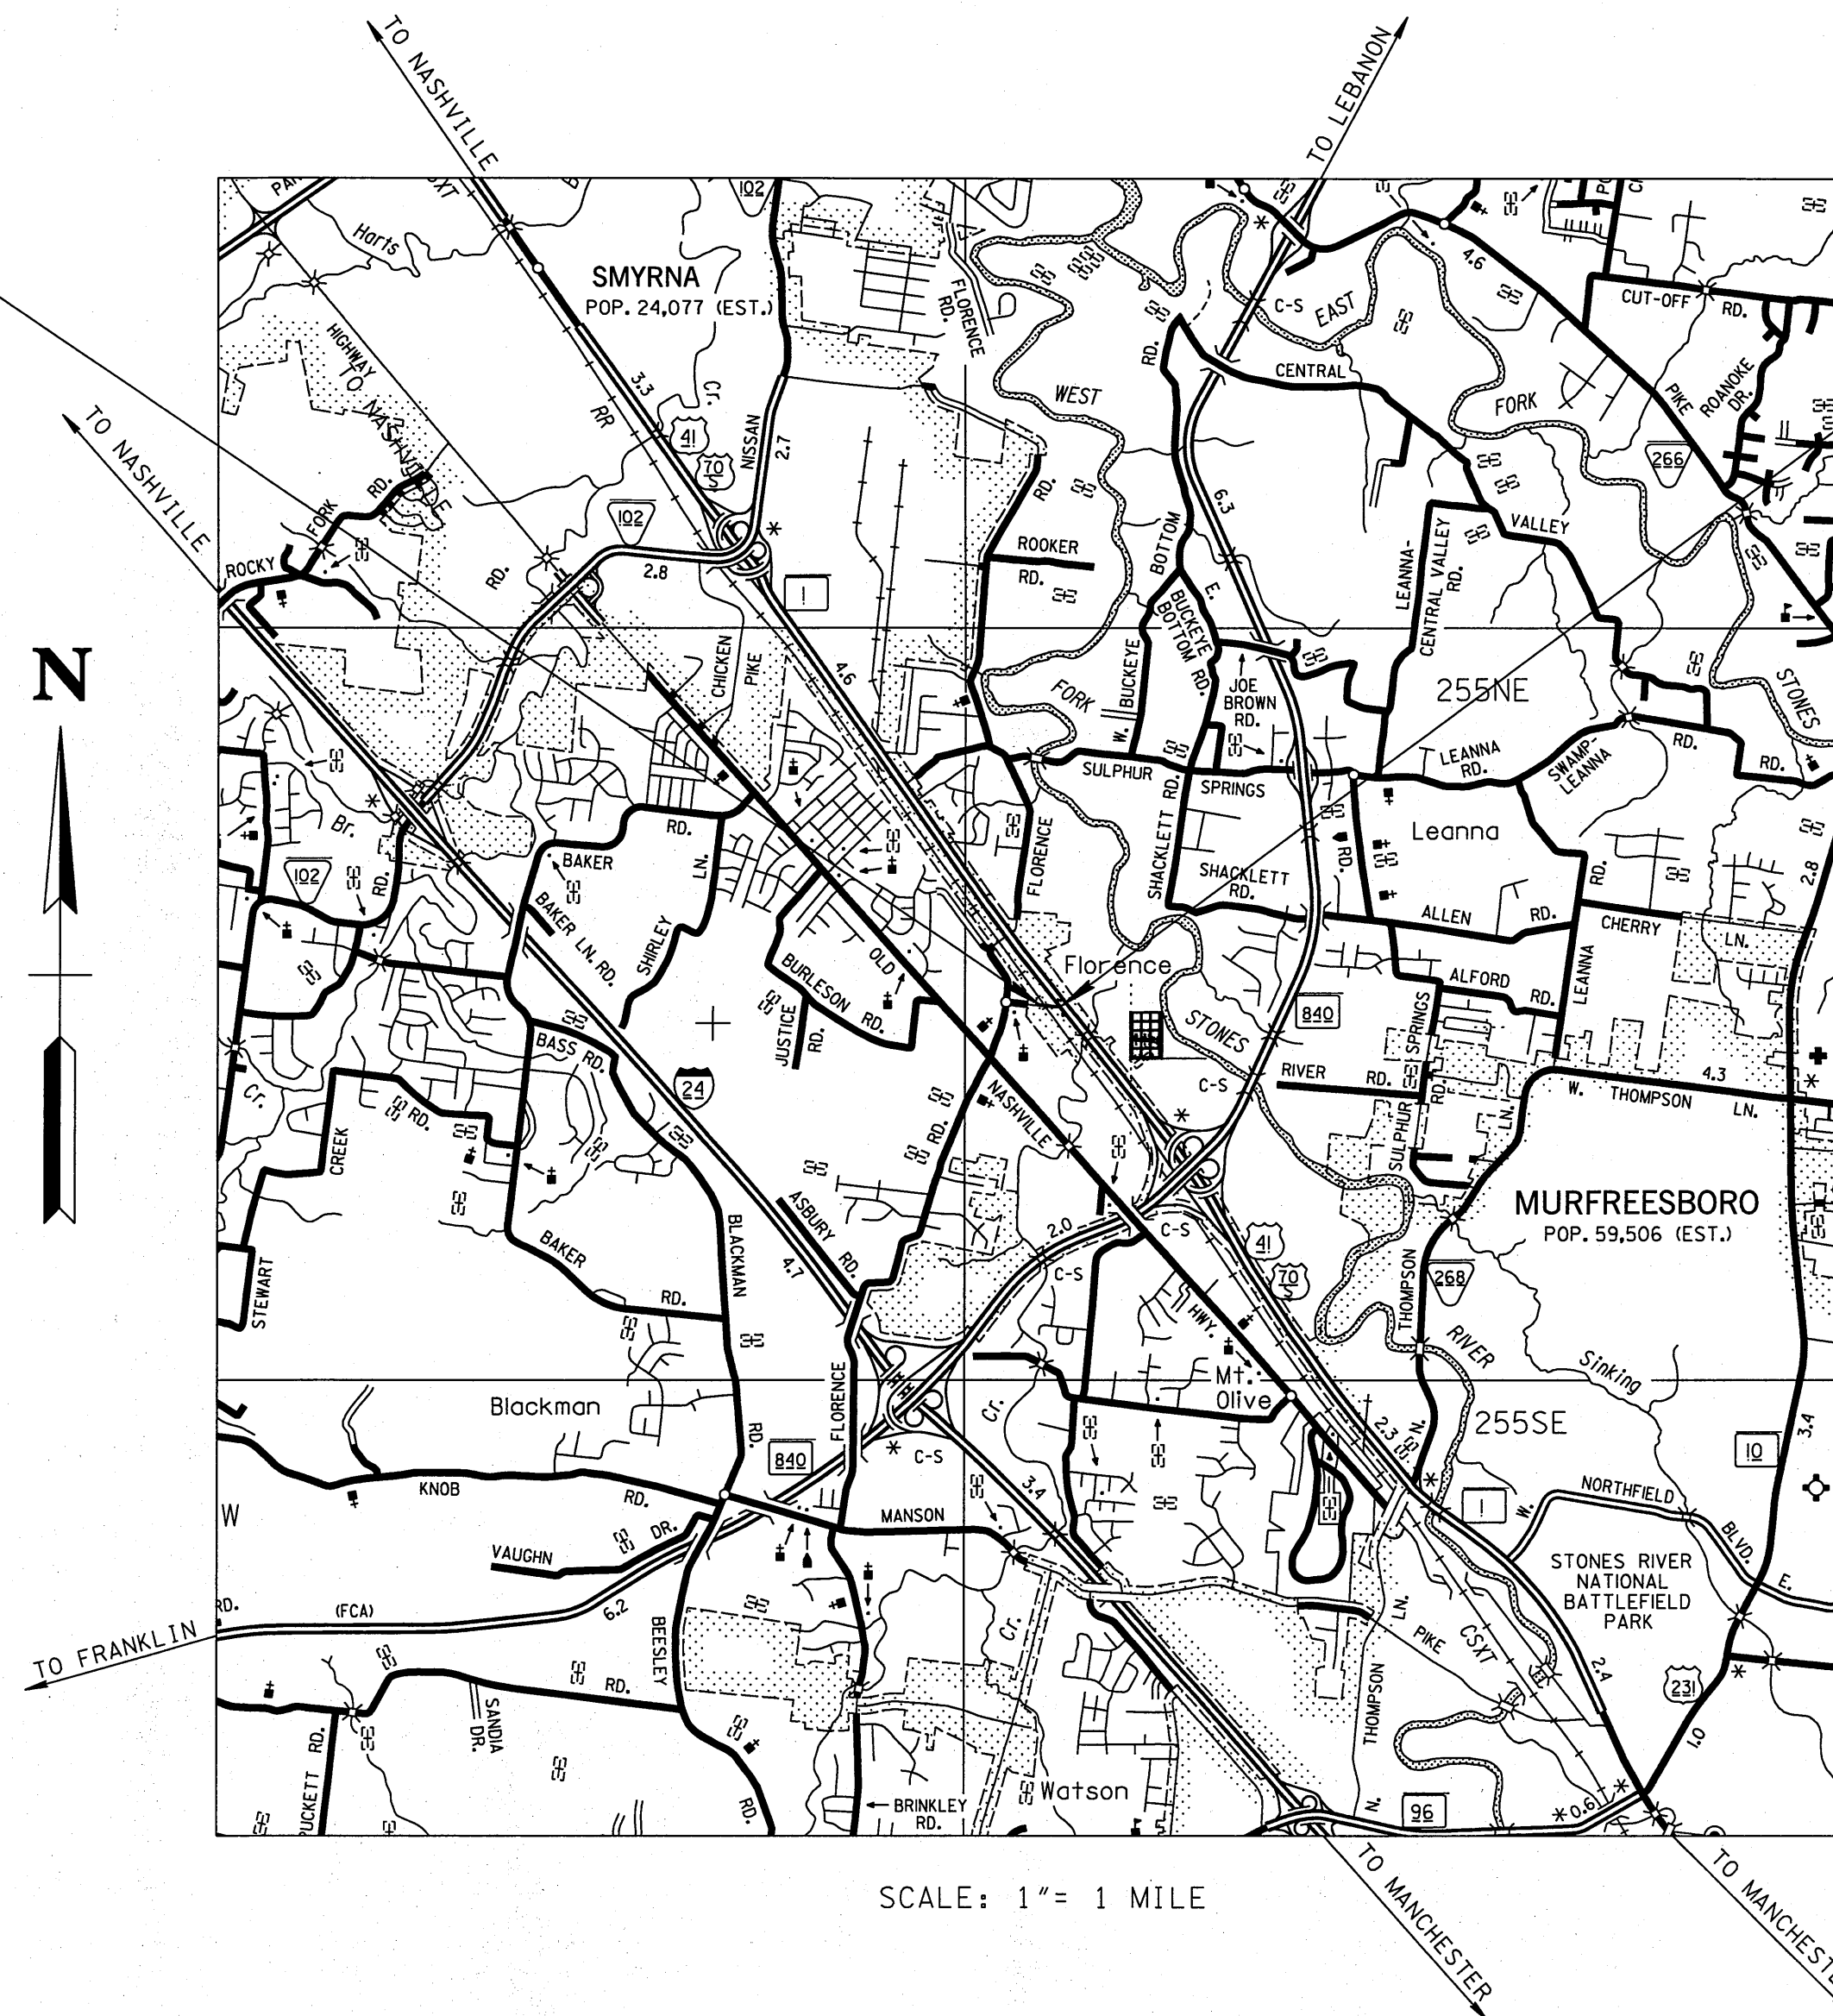 TO NASHVILLE
TO LEBANON
102
Harts
SMYRNA
POP. 24,077 (EST.)
FLORENCE
RD.
C-S
EAST
4.6
CUT-OFF RD.
HIGHWAY
TO NASHVILLE
3.3
RR
Cr.
RD.
CENTRAL
WEST
FORK
PIKE
ROANOKE
DR.
TO NASHVILLE
41
70
S
NISSAN
2.7
266
FORK
RD.
102
6.3
VALLEY
ROCKY
RD.
2.8
1
ROOKER
RD.
RD.
BOTTOM
E.
BUCKEYE
BOTTOM RD.
LEANNA-
CENTRAL VALLEY
RD.
N
CHICKEN
PIKE
4.6
FORK
W. BUCKEYE
JOE
BROWN
RD.
255NE
STONES
SULPHUR
SPRINGS
LEANNA
RD.
SWAMP-
LEANNA
RD.
RD.
Br.
RD.
BAKER
LN.
FLORENCE
SHACKLETT RD.
SHACKLETT
RD.
RD.
Leanna
RD.
2.8
102
RD.
BAKER LN. RD.
SHIRLEY
OLD
ALLEN RD.
CHERRY
LN.
BURLESON
RD.
JUSTICE
RD.
Florence
ALFORD
RD.
LEANNA
BASS RD.
STONES
840
SPRINGS
24
C-S
RIVER RD.
4.3
W. THOMPSON LN.
Cr.
CREEK
RD.
NASHVILLE
RD.
SULPHUR
RD.
LN.
MURFREESBORO
POP. 59,506 (EST.)
ASBURY RD.
2.0
C-S
C-S
41
70
S
BLACKMAN
BAKER
RD.
4.7
STEWART
HWY.
THOMPSON
268
RIVER
Sinking
FLORENCE
Mt.
Olive
Blackman
RD.
Cr.
2.3
N.
255SE
3.4
10
840
C-S
3.4
KNOB
RD.
MANSON
1
W.
NORTHFIELD
BLVD.
E.
W
VAUGHN
DR.
STONES RIVER
NATIONAL
BATTLEFIELD
PARK
RD.
(FCA)
6.2
BEESLEY
Cr.
LN.
PIKE
CSXT
2.4
TO FRANKLIN
RD.
SANDIA
DR.
THOMPSON
231
1.0
PUCKETT RD.
RD.
BRINKLEY
RD.
Watson
N.
96
0.6
SCALE: 1"= 1 MILE
TO MANCHESTER